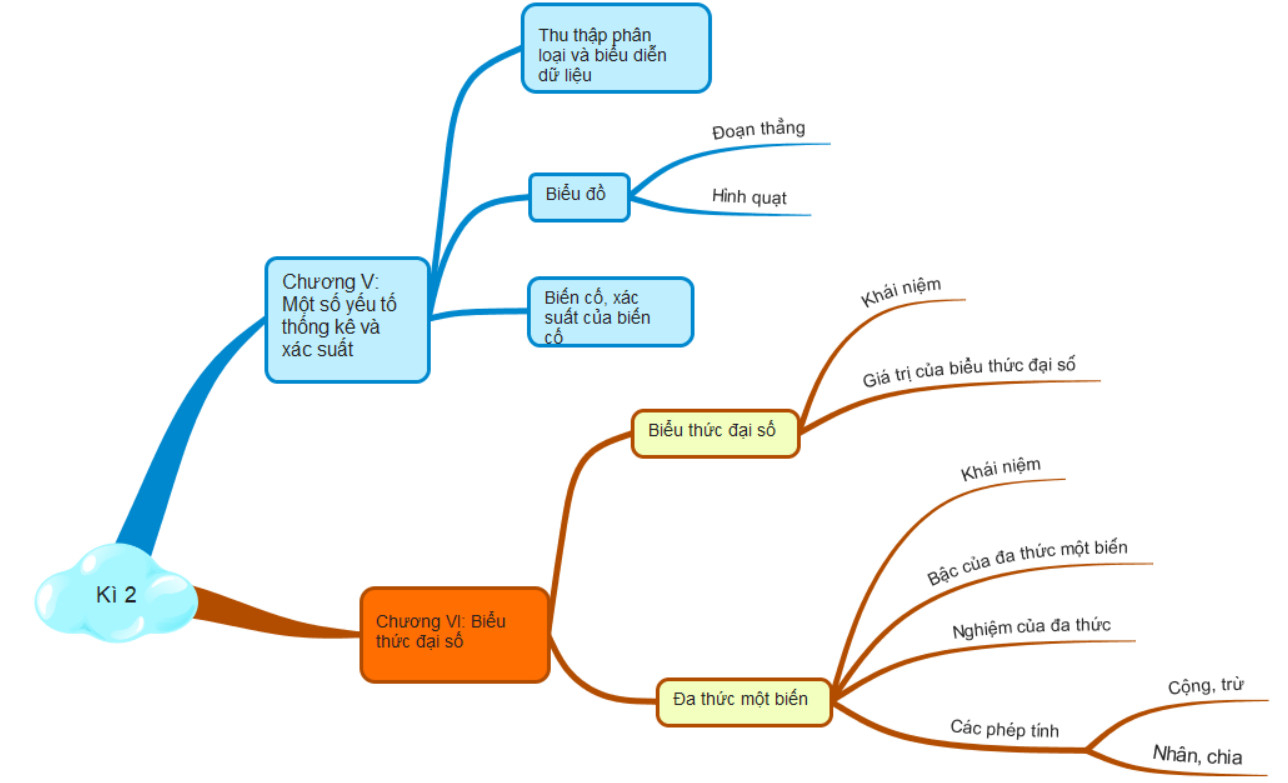 Thu thập phân
loại và biểu diễn
dữ liệu
Đoạn thẳng
Biểu đồ
Hình quạt
Chương V:
Một số yếu tố
thống kê và
xác suất
Biến cố, xác
suất của biến
cố
Khái niệm
Giá trị của biểu thức đại số
Biểu thức đại số
Khái niệm
Bậc của đa thức một biến
Kì 2
Chương VI: Biểu
thức đại số
Nghiệm của đa thức
Đa thức một biến
Cộng, trừ
Các phép tính
Nhân, chia